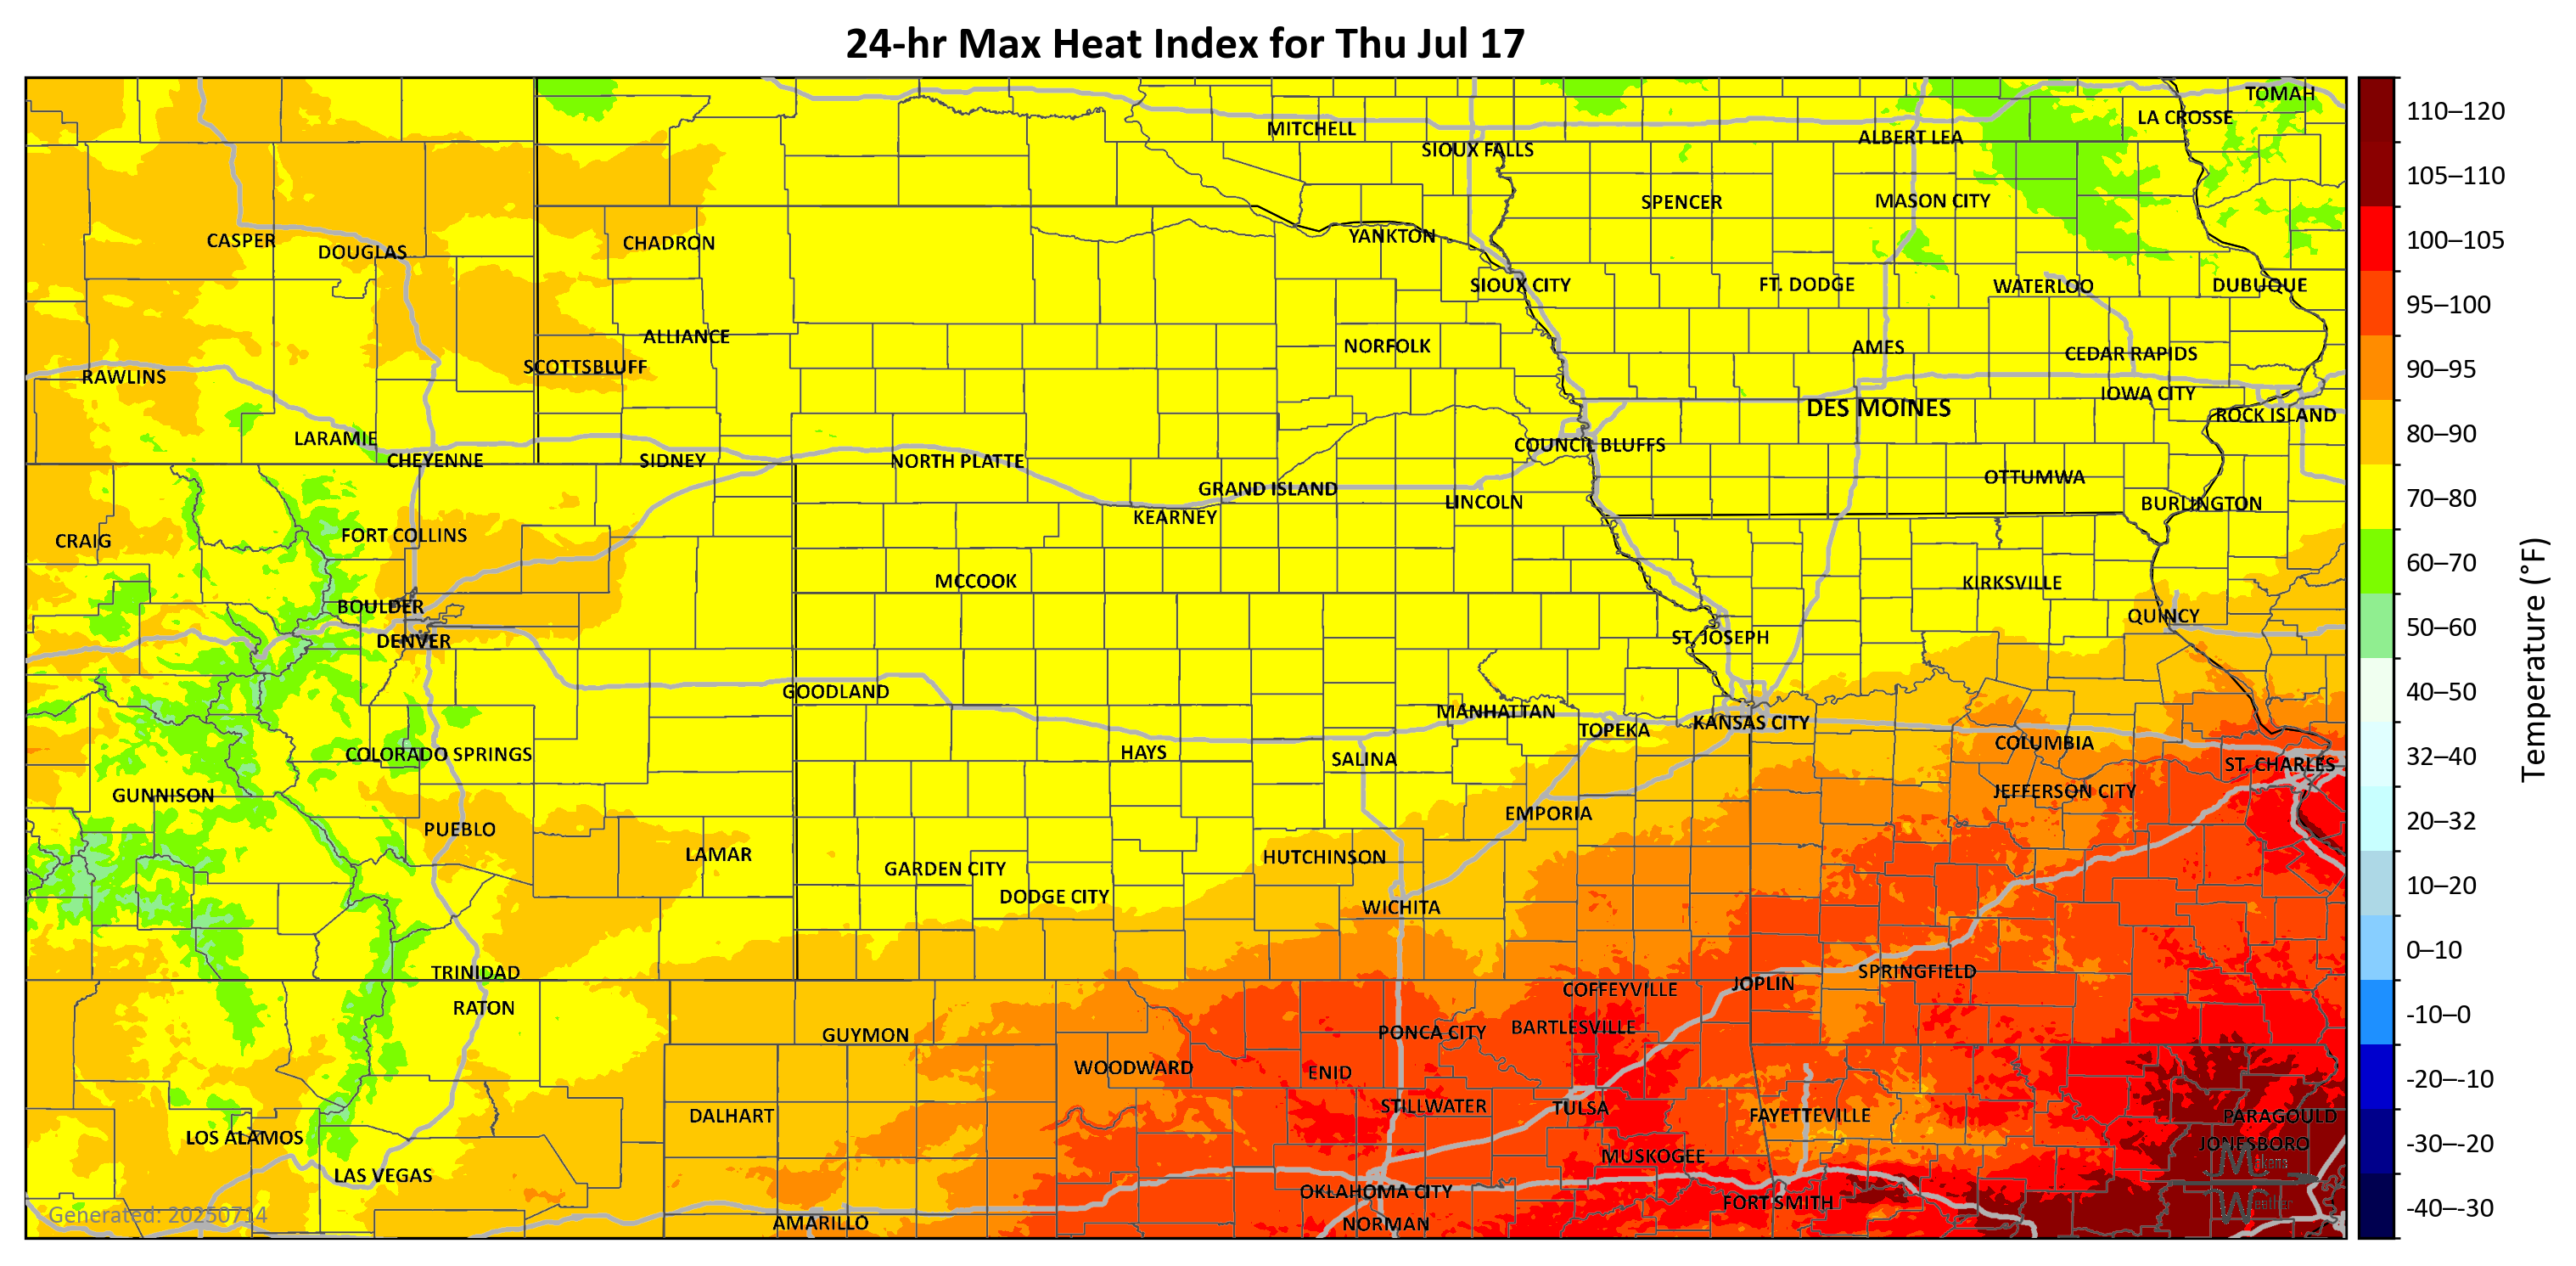 24-hr Max Heat Index for Thu Jul 17
TOMAH
LA CROSSE
MITCHELL
ALBERT LEA
SIOUX FALLS
SPENCER
MASON CITY
YANKTON
CASPER
CHADRON
DOUGLAS
SIOUX CITY
FT. DODGE
WATERLOO
DUBUQUE
ALLIANCE
NORFOLK
AMES
CEDAR RAPIDS
SCOTTSBLUFF
RAWLINS
IOWA CITY
DES MOINES
ROCK ISLAND
LARAMIE
COUNCIL BLUFFS
CHEYENNE
SIDNEY
NORTH PLATTE
OTTUMWA
GRAND ISLAND
LINCOLN
BURLINGTON
KEARNEY
FORT COLLINS
CRAIG
MCCOOK
KIRKSVILLE
BOULDER
QUINCY
DENVER
ST. JOSEPH
GOODLAND
MANHATTAN
KANSAS CITY
TOPEKA
COLUMBIA
COLORADO SPRINGS
HAYS
SALINA
ST. CHARLES
JEFFERSON CITY
GUNNISON
EMPORIA
PUEBLO
LAMAR
HUTCHINSON
GARDEN CITY
DODGE CITY
WICHITA
TRINIDAD
SPRINGFIELD
JOPLIN
COFFEYVILLE
RATON
BARTLESVILLE
PONCA CITY
GUYMON
WOODWARD
ENID
STILLWATER
TULSA
DALHART
FAYETTEVILLE
PARAGOULD
LOS ALAMOS
JONESBORO
MUSKOGEE
LAS VEGAS
OKLAHOMA CITY
FORT SMITH
AMARILLO
NORMAN
Generated: 20250714
110–120
105–110
100–105
95–100
90–95
80–90
70–80
60–70
50–60
40–50
32–40
20–32
10–20
0–10
-10–0
-20–-10
-30–-20
-40–-30
Temperature (°F)